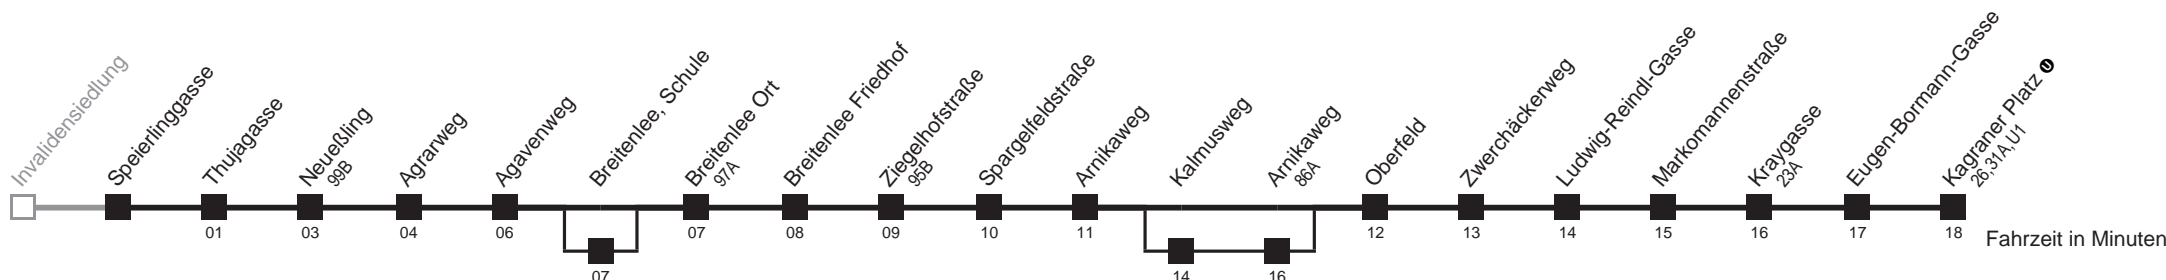 Invalidensiedlung
Speierlinggasse
Thujagasse
01
Neueßling
99B
03
Agrarweg
04
Agavenweg
06
Breitenlee, Schule
07
Breitenlee Ort
97A
07
Breitenlee Friedhof
08
Ziegelhofstraße
95B
09
Spargelfeldstraße
10
Arnikaweg
11
Kalmusweg
14
Arnikaweg
86A
16
Oberfeld
12
Zwerchäckerweg
13
Ludwig-Reindl-Gasse
14
Markomannenstraße
15
Kraygasse
23A
16
Eugen-Bormann-Gasse
17
Kagraner Platz U
26,31A,U1
18
Fahrzeit in Minuten